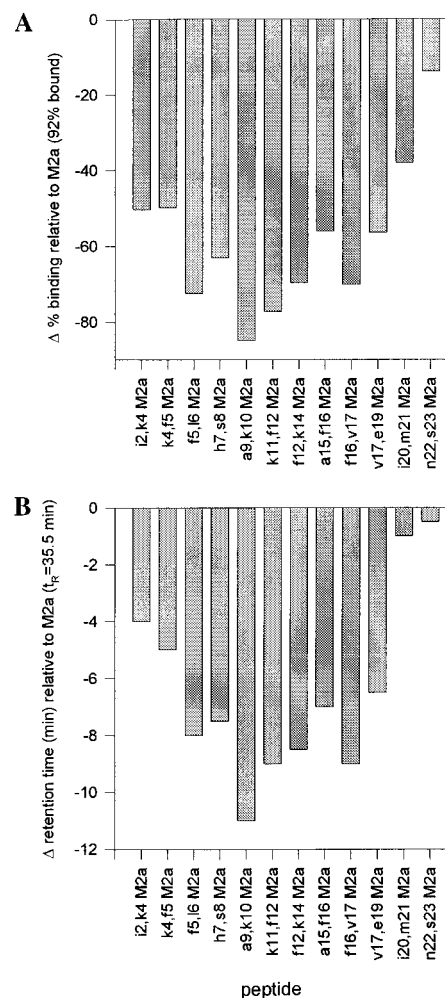 A
Δ % binding relative to M2a (92% bound)
0
-20
-40
-60
-80
i2,k4 M2a
k4,f5 M2a
f5,l6 M2a
h7,s8 M2a
a9,k10 M2a
k11,f12 M2a
f12,k14 M2a
a15,f16 M2a
f16,v17 M2a
v17,e19 M2a
i20,m21 M2a
n22,s23 M2a
B
Δ retention time (min) relative to M2a (tR=35.5 min)
0
-2
-4
-6
-8
-10
-12
i2,k4 M2a
k4,f5 M2a
f5,l6 M2a
h7,s8 M2a
a9,k10 M2a
k11,f12 M2a
f12,k14 M2a
a15,f16 M2a
f16,v17 M2a
v17,e19 M2a
i20,m21 M2a
n22,s23 M2a
peptide